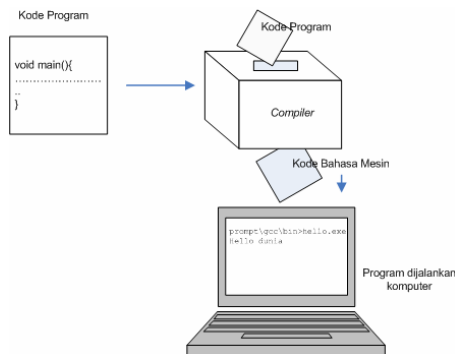 Kode Program
void main(){
.........................
..
}
Kode Program
Compiler
Kode Bahasa Mesin
prompt\gcc\bin>hello.exe
Hello dunia
Program dijalankan
komputer